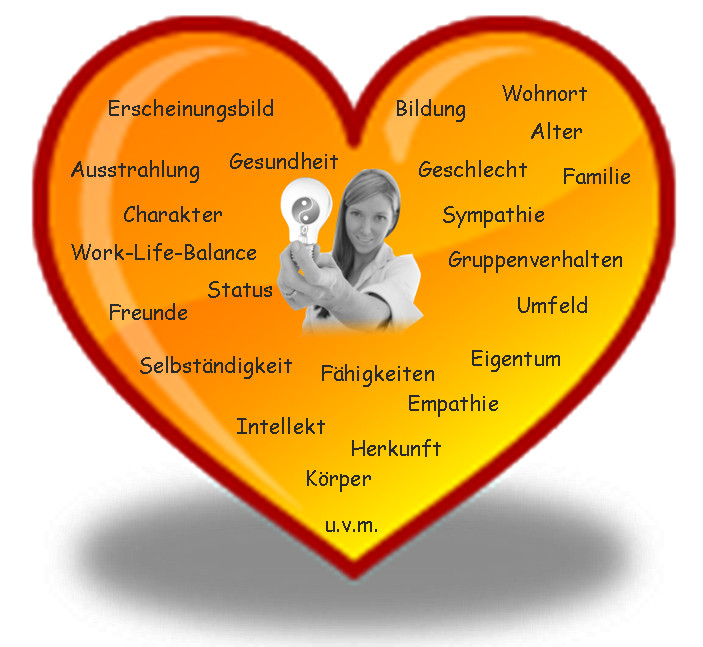 Wohnort
Erscheinungsbild
Bildung
Alter
Gesundheit
Ausstrahlung
Geschlecht
Familie
Charakter
Sympathie
Work-Life-Balance
Gruppenverhalten
Status
Umfeld
Freunde
Eigentum
Selbständigkeit
Fähigkeiten
Empathie
Intellekt
Herkunft
Körper
u.v.m.